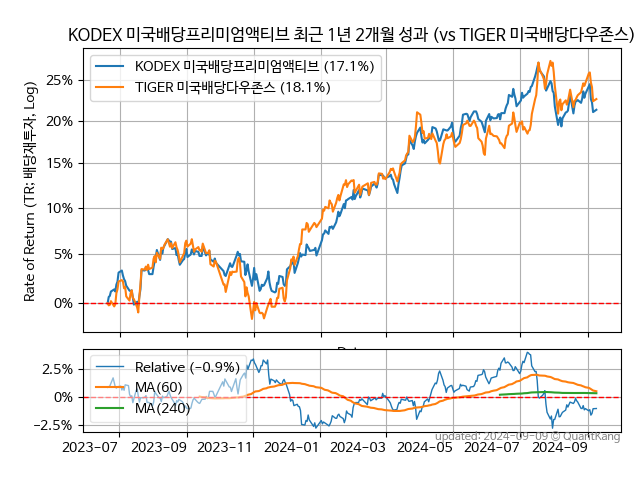 KODEX 미국배당프리미엄액티브 최근 1년 2개월 성과 (vs TIGER 미국배당다우존스)
Rate of Return (TR: 배당재투자, Log)
KODEX 미국배당프리미엄액티브 (17.1%)
TIGER 미국배당다우존스 (18.1%)
25%
20%
15%
10%
5%
0%
Relative (−0.9%)
MA(60)
MA(240)
2.5%
0%
−2.5%
2023−07
2023−09
2023−11
2024−01
2024−03
2024−05
2024−07
2024−09
updated: 2024−09−09 © QuantKang